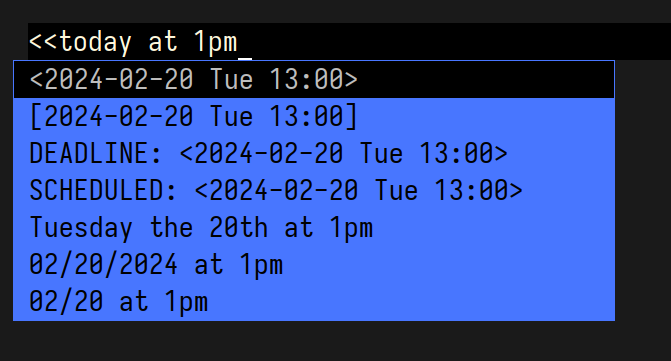 <<today at 1pm
<2024-02-20 Tue 13:00>
[2024-02-20 Tue 13:00]
DEADLINE: <2024-02-20 Tue 13:00>
SCHEDULED: <2024-02-20 Tue 13:00>
Tuesday the 20th at 1pm
02/20/2024 at 1pm
02/20 at 1pm